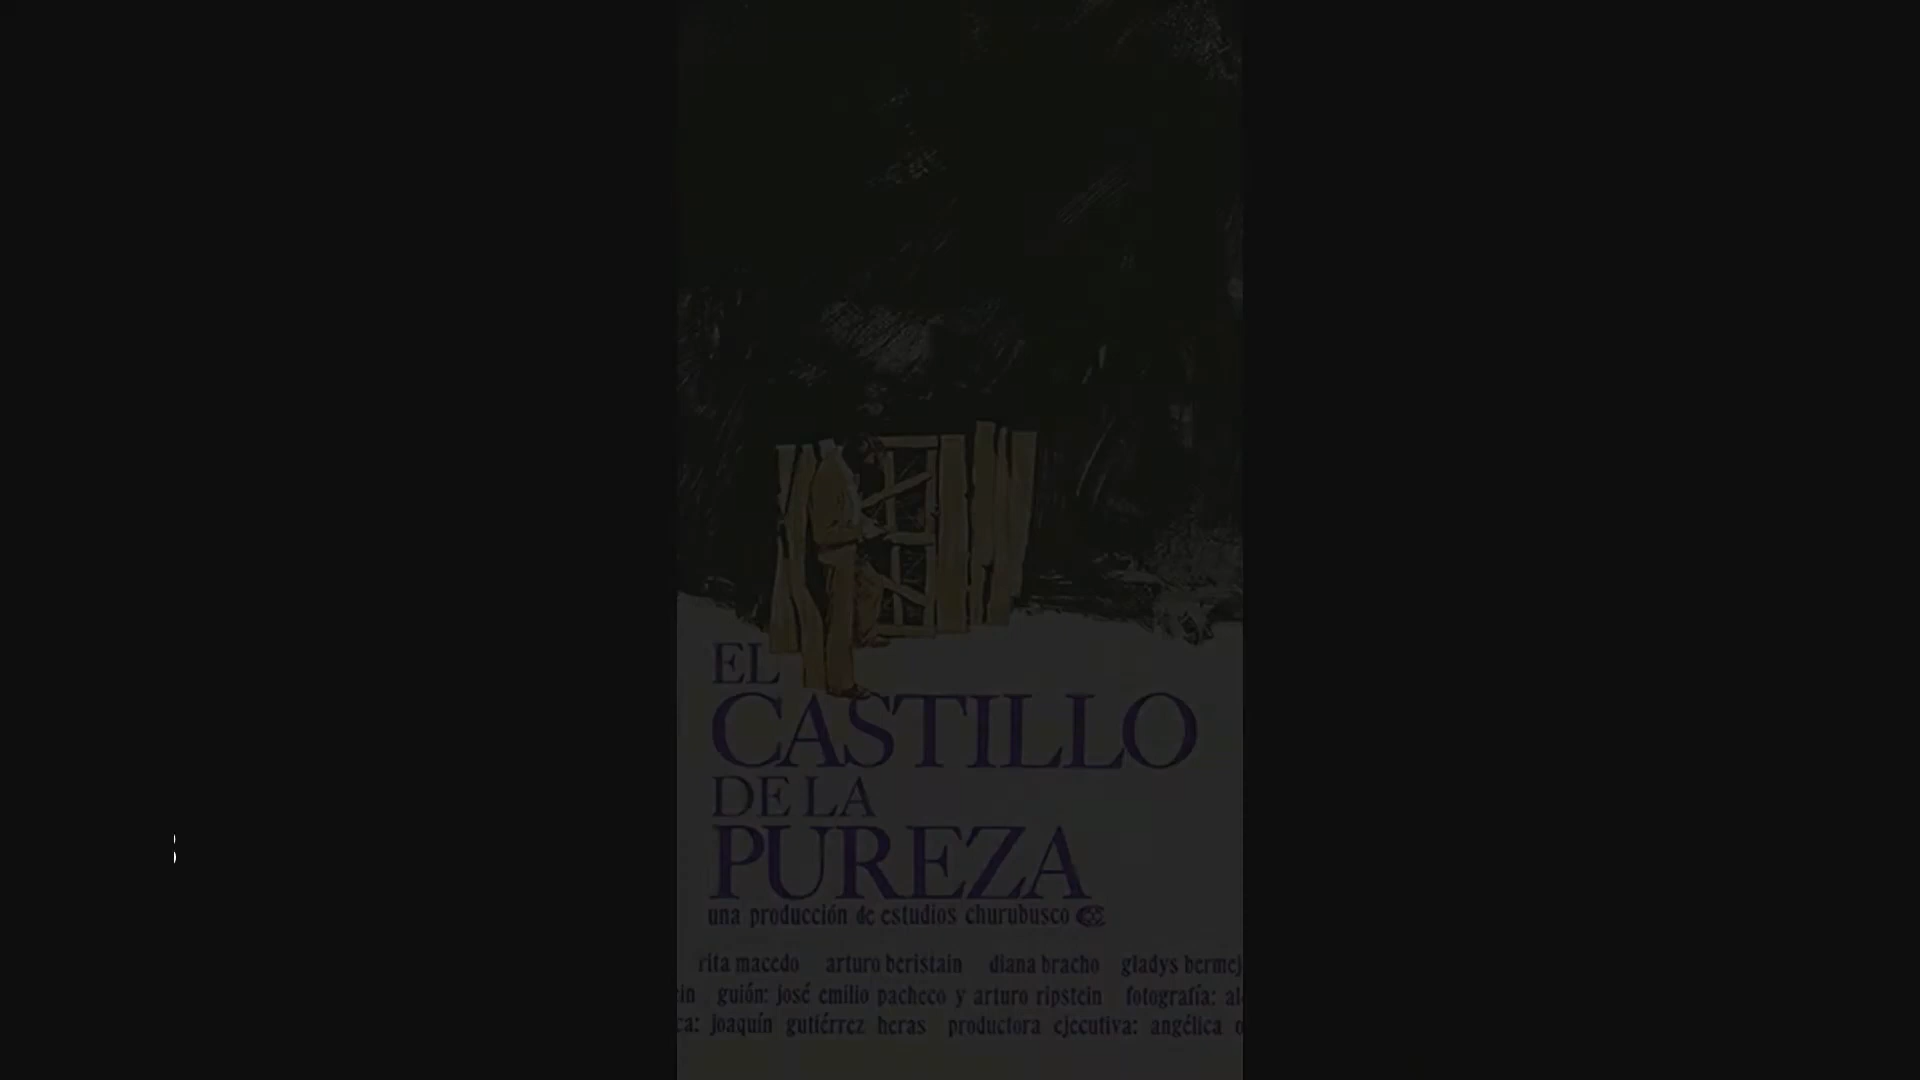 EL
CASTILLO
DE LA
PUREZA
una producción de estudios churubusco
rita macedo arturo beristain diana bracho gladys
guión: josé emilio pacheco y arturo ripstein fotografía:
joaquín gutiérrez heras productora ejecutiva: angélica